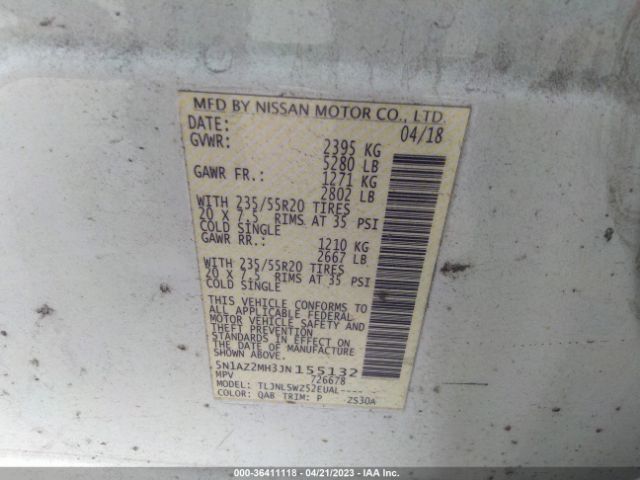 MFD BY NISSAN MOTOR CO., LTD.
DATE: 04/18
GVWR: 2395 KG
5280 LB
GAWR FR.: 1271 KG
2802 LB
WITH 235/55R20 TIRES
20 X 7.5 RIMS AT 35 PSI
COLD SINGLE
GAWR RR.: 1210 KG
2667 LB
WITH 235/55R20 TIRES
20 X 7.5 RIMS AT 35 PSI
COLD SINGLE
THIS VEHICLE CONFORMS TO
ALL APPLICABLE FEDERAL
MOTOR VEHICLE SAFETY AND
THEFT PREVENTION
STANDARDS IN EFFECT ON
THE DATE OF MANUFACTURE
SHOWN ABOVE.
5N1AZ2MH3JN155132
MPV 726678
MODEL: TLJNLSWZ52EUAL----
COLOR: QAB TRIM: P ZS30A
000-36411118 - 04/21/2023 - IAA Inc.